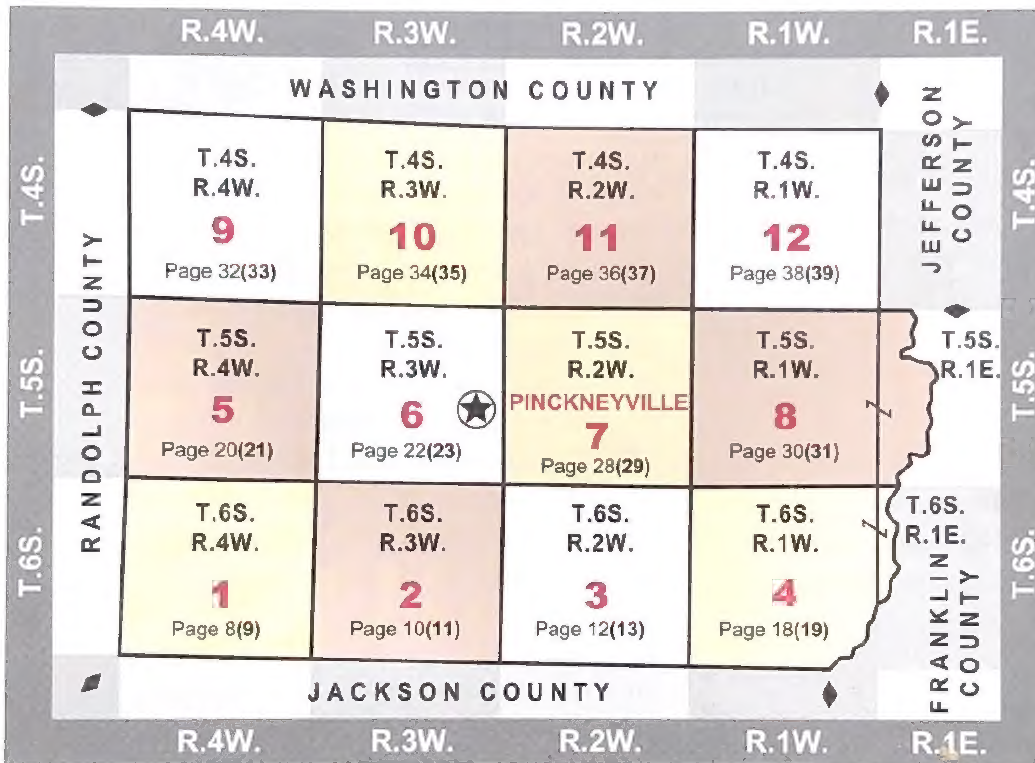 R.4W. R.3W. R.2W. R.1W. R.1E.
WASHINGTON COUNTY
JEFFERSON
COUNTY
T.4S.
T.4S.
R.4W.
9
Page 32(33)
T.4S.
R.3W.
10
Page 34(35)
T.4S.
R.2W.
11
Page 36(37)
T.4S.
R.1W.
12
Page 38(39)
T.4S.
RANDOLPH COUNTY
T.5S.
T.5S.
R.4W.
5
Page 20(21)
T.5S.
R.3W.
6
Page 22(23)
T.5S.
R.2W.
PINCKNEYVILLE
7
Page 28(29)
T.5S.
R.1W.
8
Page 30(31)
T.5S.
R.1E.
T.5S.
T.6S.
T.6S.
R.4W.
1
Page 8(9)
T.6S.
R.3W.
2
Page 10(11)
T.6S.
R.2W.
3
Page 12(13)
T.6S.
R.1W.
4
Page 18(19)
T.6S.
R.1E.
T.6S.
FRANKLIN
COUNTY
JACKSON COUNTY
R.4W. R.3W. R.2W. R.1W. R.1E.